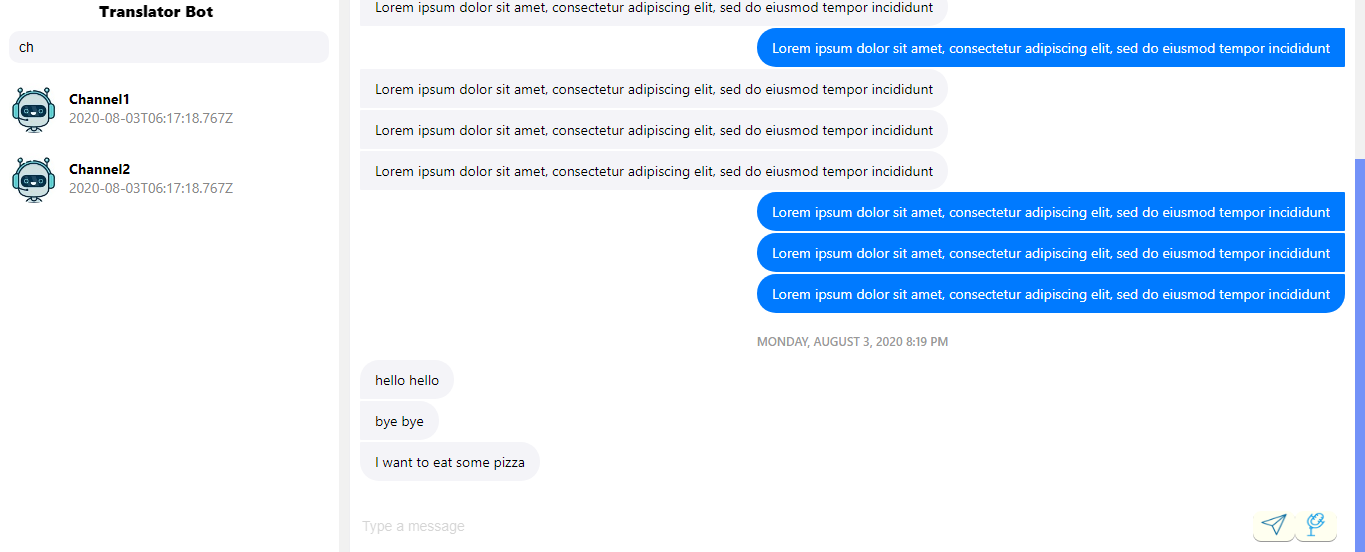 Translator Bot
ch
Channel1
2020-08-03T06:17:18.767Z
Channel2
2020-08-03T06:17:18.767Z
Lorem ipsum dolor sit amet, consectetur adipiscing elit, sed do eiusmod tempor incididunt
Lorem ipsum dolor sit amet, consectetur adipiscing elit, sed do eiusmod tempor incididunt
Lorem ipsum dolor sit amet, consectetur adipiscing elit, sed do eiusmod tempor incididunt
Lorem ipsum dolor sit amet, consectetur adipiscing elit, sed do eiusmod tempor incididunt
Lorem ipsum dolor sit amet, consectetur adipiscing elit, sed do eiusmod tempor incididunt
Lorem ipsum dolor sit amet, consectetur adipiscing elit, sed do eiusmod tempor incididunt
Lorem ipsum dolor sit amet, consectetur adipiscing elit, sed do eiusmod tempor incididunt
Lorem ipsum dolor sit amet, consectetur adipiscing elit, sed do eiusmod tempor incididunt
MONDAY, AUGUST 3, 2020 8:19 PM
hello hello
bye bye
I want to eat some pizza
Type a message